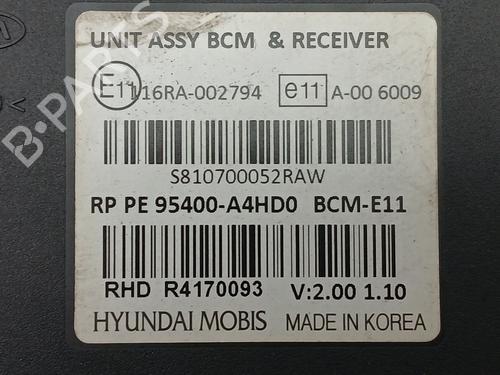 UNIT ASSY BCM & RECEIVER
E11 116RA-002794 e11 A-00 6009
S810700052RAW
RP PE 95400-A4HD0 BCM-E11
RHD R4170093 V:2.00 1.10
HYUNDAI MOBIS MADE IN KOREA
B-PARTS